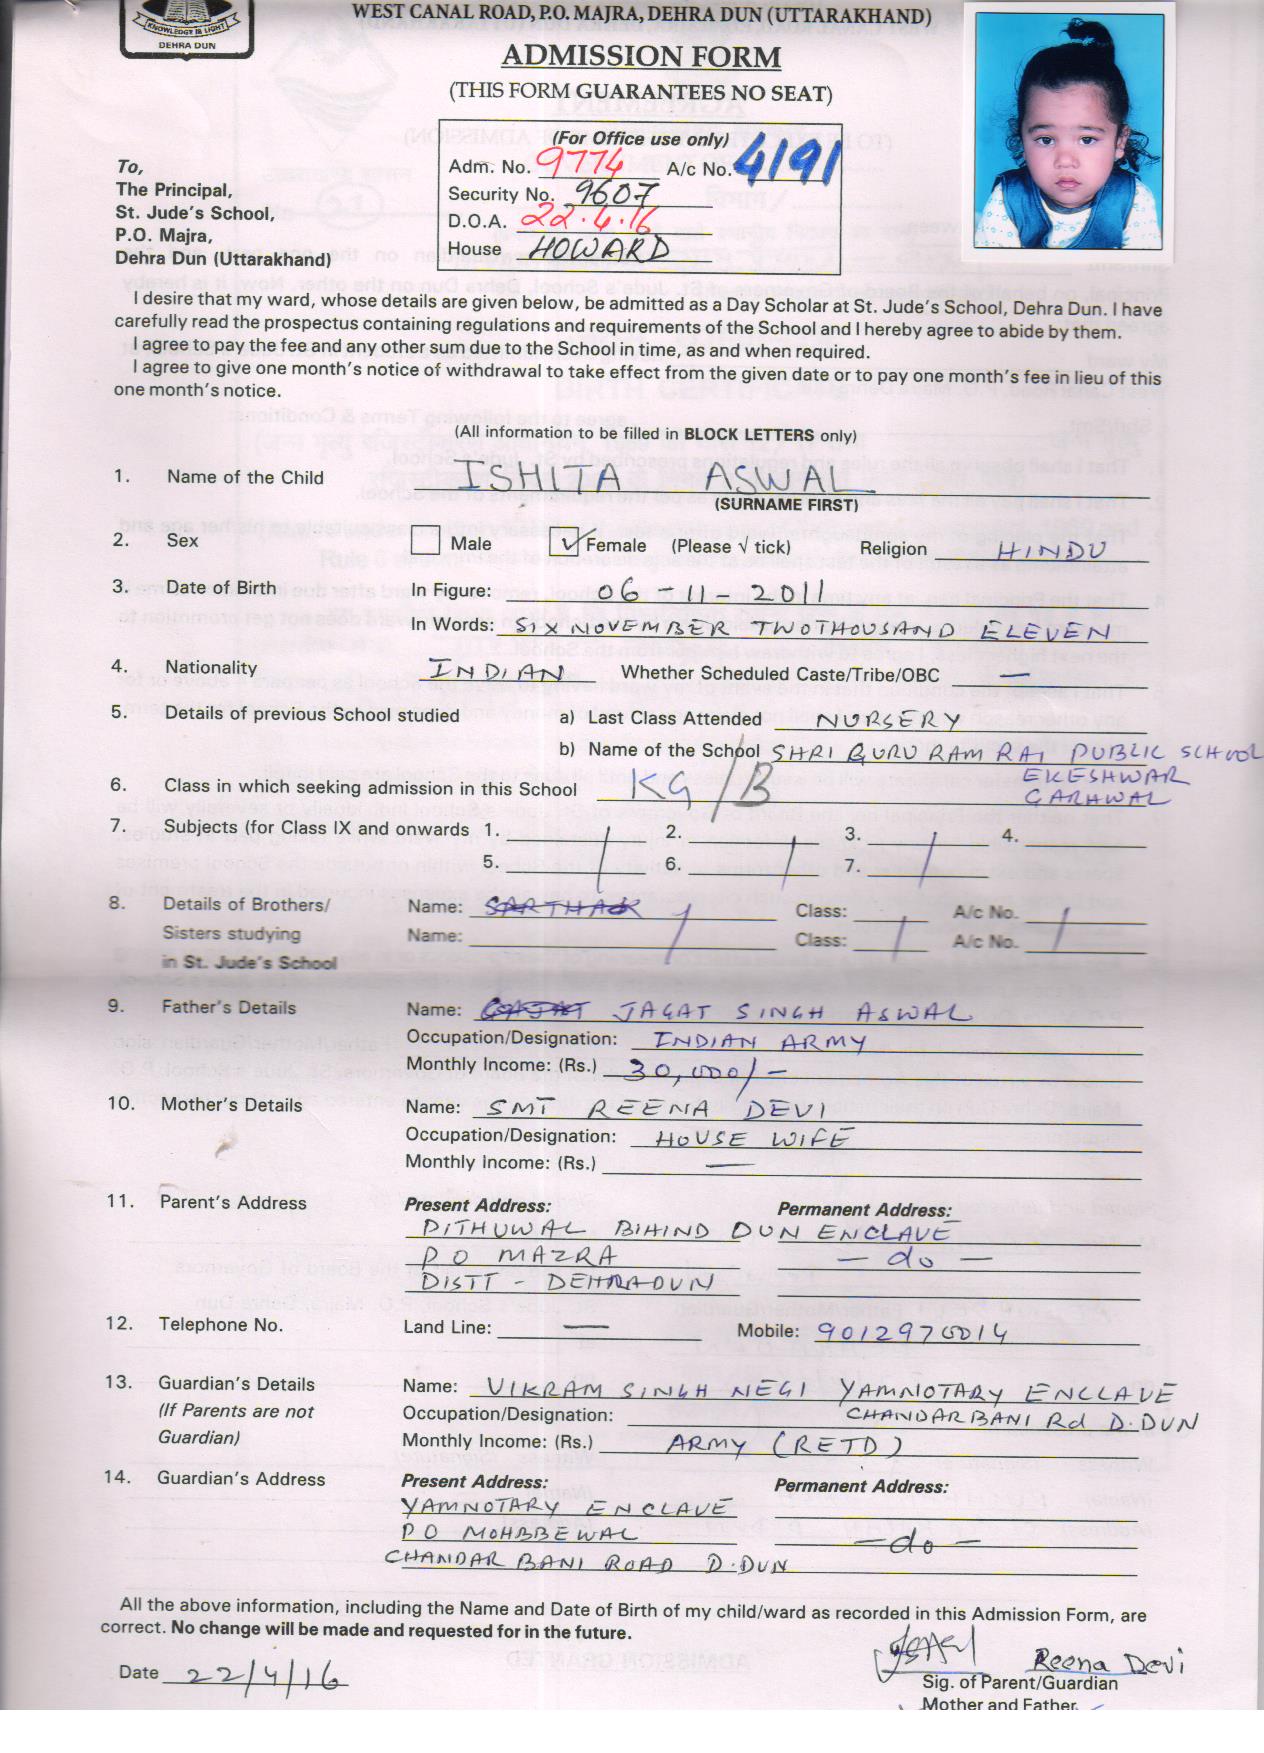 KNOWLEDGE IS LIGHT
DEHRA DUN
WEST CANAL ROAD, P.O. MAJRA, DEHRA DUN (UTTARAKHAND)
ADMISSION FORM
(THIS FORM GUARANTEES NO SEAT)
(For Office use only)
Adm. No. 9774 A/c No. 4191
Security No. 9607
D.O.A. 22.4.16
House HOWARD
To,
The Principal,
St. Jude's School,
P.O. Majra,
Dehra Dun (Uttarakhand)
I desire that my ward, whose details are given below, be admitted as a Day Scholar at St. Jude's School, Dehra Dun. I have
carefully read the prospectus containing regulations and requirements of the School and I hereby agree to abide by them.
I agree to pay the fee and any other sum due to the School in time, as and when required.
I agree to give one month's notice of withdrawal to take effect from the given date or to pay one month's fee in lieu of this
one month's notice.
(All information to be filled in BLOCK LETTERS only)
1. Name of the Child ISHITA ASWAL
(SURNAME FIRST)
2. Sex Male ✓ Female (Please √ tick) Religion HINDU
3. Date of Birth In Figure: 06 - 11 - 2011
In Words: SIX NOVEMBER TWOTHOUSAND ELEVEN
4. Nationality INDIAN Whether Scheduled Caste/Tribe/OBC —
5. Details of previous School studied a) Last Class Attended NURSERY
b) Name of the School SHRI GURU RAM RAI PUBLIC SCHOOL
EKESHWAR
6. Class in which seeking admission in this School KG/B GARHWAL
7. Subjects (for Class IX and onwards 1. 2. 3. 4.
5. 6. 7.
8. Details of Brothers/ Name: SARTHAK Class: A/c No.
Sisters studying Name: Class: A/c No.
in St. Jude's School
9. Father's Details Name: JAGAT SINGH ASWAL
Occupation/Designation: INDIAN ARMY
Monthly Income: (Rs.) 30,000/-
10. Mother's Details Name: SMT REENA DEVI
Occupation/Designation: HOUSE WIFE
Monthly Income: (Rs.) —
11. Parent's Address Present Address: Permanent Address:
PITHUWAL BIHIND DUN ENCLAVE
P O MAZRA — do —
DISTT - DEHRADUN
12. Telephone No. Land Line: — Mobile: 9012970014
13. Guardian's Details Name: VIKRAM SINGH NEGI YAMNOTARY ENCLAVE
(If Parents are not Occupation/Designation: CHANDARBANI Rd D.DUN
Guardian) Monthly Income: (Rs.) ARMY (RETD)
14. Guardian's Address Present Address: Permanent Address:
YAMNOTARY ENCLAVE
P O MOHBBEWAL — do —
CHANDAR BANI ROAD D.DUN
All the above information, including the Name and Date of Birth of my child/ward as recorded in this Admission Form, are
correct. No change will be made and requested for in the future.
Date 22/4/16 Reena Devi
Sig. of Parent/Guardian
Mother and Father.